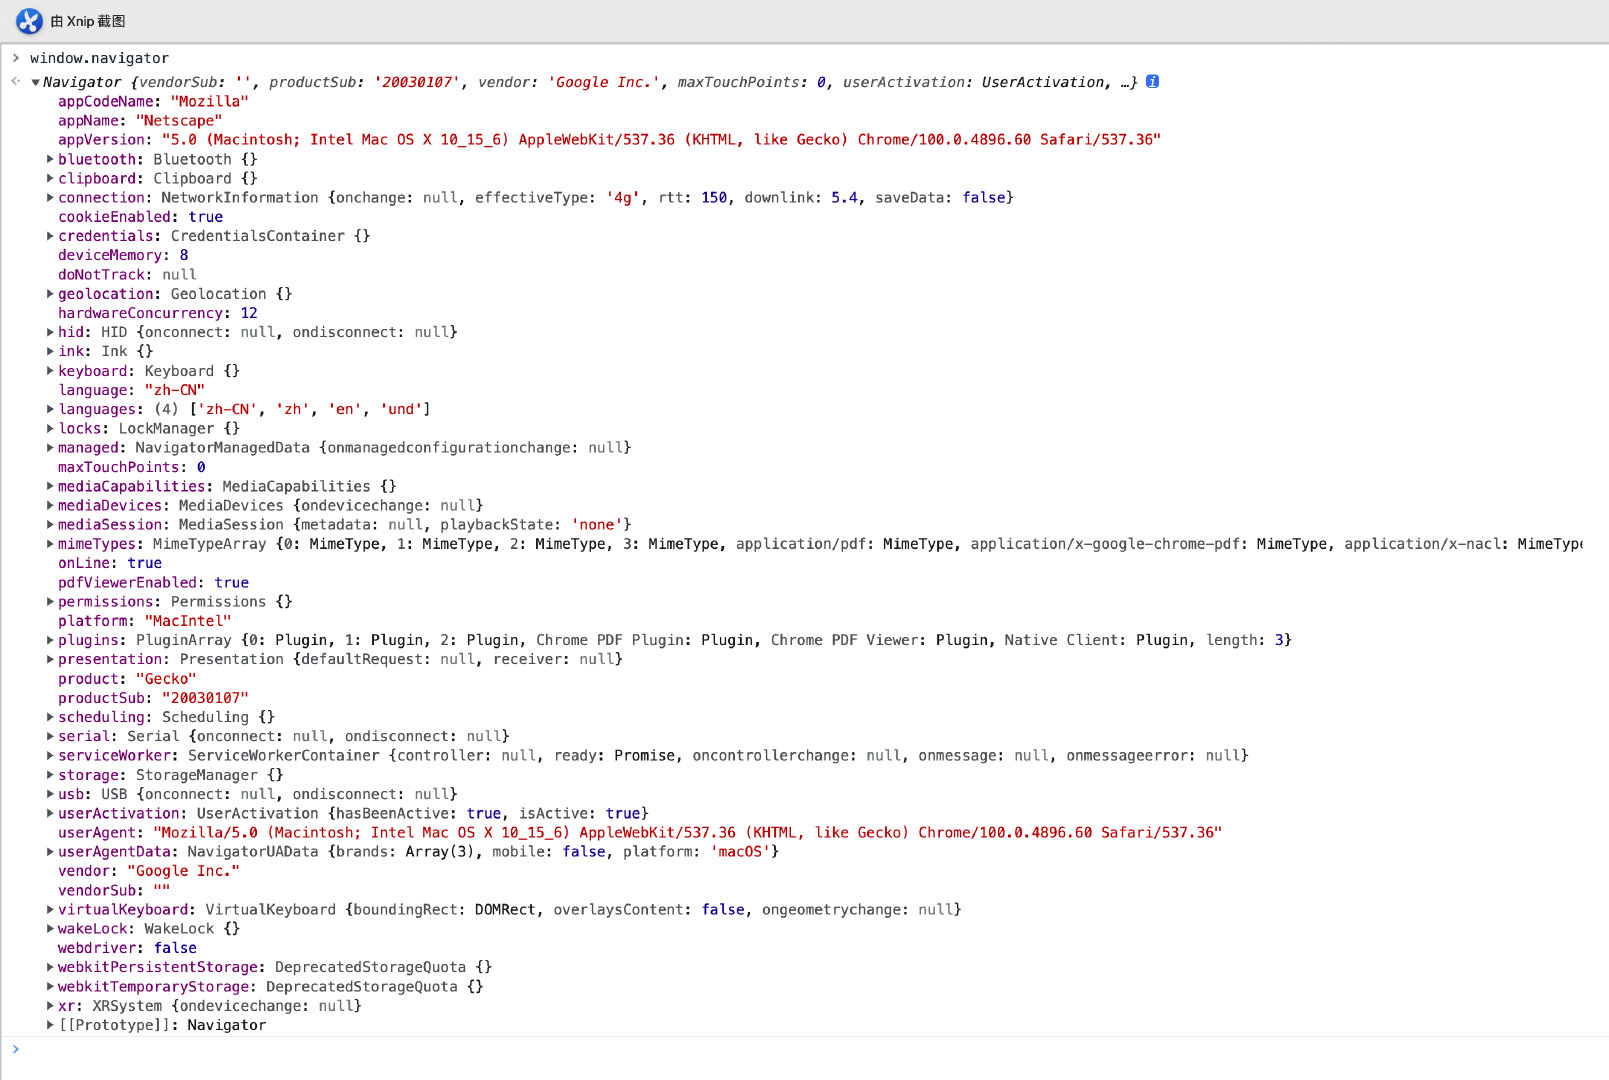 由 Xnip 截图
> window.navigator
Navigator {vendorSub: '', productSub: '20030107', vendor: 'Google Inc.', maxTouchPoints: 0, userActivation: UserActivation, …} i
appCodeName: "Mozilla"
appName: "Netscape"
appVersion: "5.0 (Macintosh; Intel Mac OS X 10_15_6) AppleWebKit/537.36 (KHTML, like Gecko) Chrome/100.0.4896.60 Safari/537.36"
bluetooth: Bluetooth {}
clipboard: Clipboard {}
connection: NetworkInformation {onchange: null, effectiveType: '4g', rtt: 150, downlink: 5.4, saveData: false}
cookieEnabled: true
credentials: CredentialsContainer {}
deviceMemory: 8
doNotTrack: null
geolocation: Geolocation {}
hardwareConcurrency: 12
hid: HID {onconnect: null, ondisconnect: null}
ink: Ink {}
keyboard: Keyboard {}
language: "zh-CN"
languages: (4) ['zh-CN', 'zh', 'en', 'und']
locks: LockManager {}
managed: NavigatorManagedData {onmanagedconfigurationchange: null}
maxTouchPoints: 0
mediaCapabilities: MediaCapabilities {}
mediaDevices: MediaDevices {ondevicechange: null}
mediaSession: MediaSession {metadata: null, playbackState: 'none'}
mimeTypes: MimeTypeArray {0: MimeType, 1: MimeType, 2: MimeType, 3: MimeType, application/pdf: MimeType, application/x-google-chrome-pdf: MimeType, application/x-nacl: MimeType
onLine: true
pdfViewerEnabled: true
permissions: Permissions {}
platform: "MacIntel"
plugins: PluginArray {0: Plugin, 1: Plugin, 2: Plugin, Chrome PDF Plugin: Plugin, Chrome PDF Viewer: Plugin, Native Client: Plugin, length: 3}
presentation: Presentation {defaultRequest: null, receiver: null}
product: "Gecko"
productSub: "20030107"
scheduling: Scheduling {}
serial: Serial {onconnect: null, ondisconnect: null}
serviceWorker: ServiceWorkerContainer {controller: null, ready: Promise, oncontrollerchange: null, onmessage: null, onmessageerror: null}
storage: StorageManager {}
usb: USB {onconnect: null, ondisconnect: null}
userActivation: UserActivation {hasBeenActive: true, isActive: true}
userAgent: "Mozilla/5.0 (Macintosh; Intel Mac OS X 10_15_6) AppleWebKit/537.36 (KHTML, like Gecko) Chrome/100.0.4896.60 Safari/537.36"
userAgentData: NavigatorUAData {brands: Array(3), mobile: false, platform: 'macOS'}
vendor: "Google Inc."
vendorSub: ""
virtualKeyboard: VirtualKeyboard {boundingRect: DOMRect, overlaysContent: false, ongeometrychange: null}
wakeLock: WakeLock {}
webdriver: false
webkitPersistentStorage: DeprecatedStorageQuota {}
webkitTemporaryStorage: DeprecatedStorageQuota {}
xr: XRSystem {ondevicechange: null}
[[Prototype]]: Navigator
>